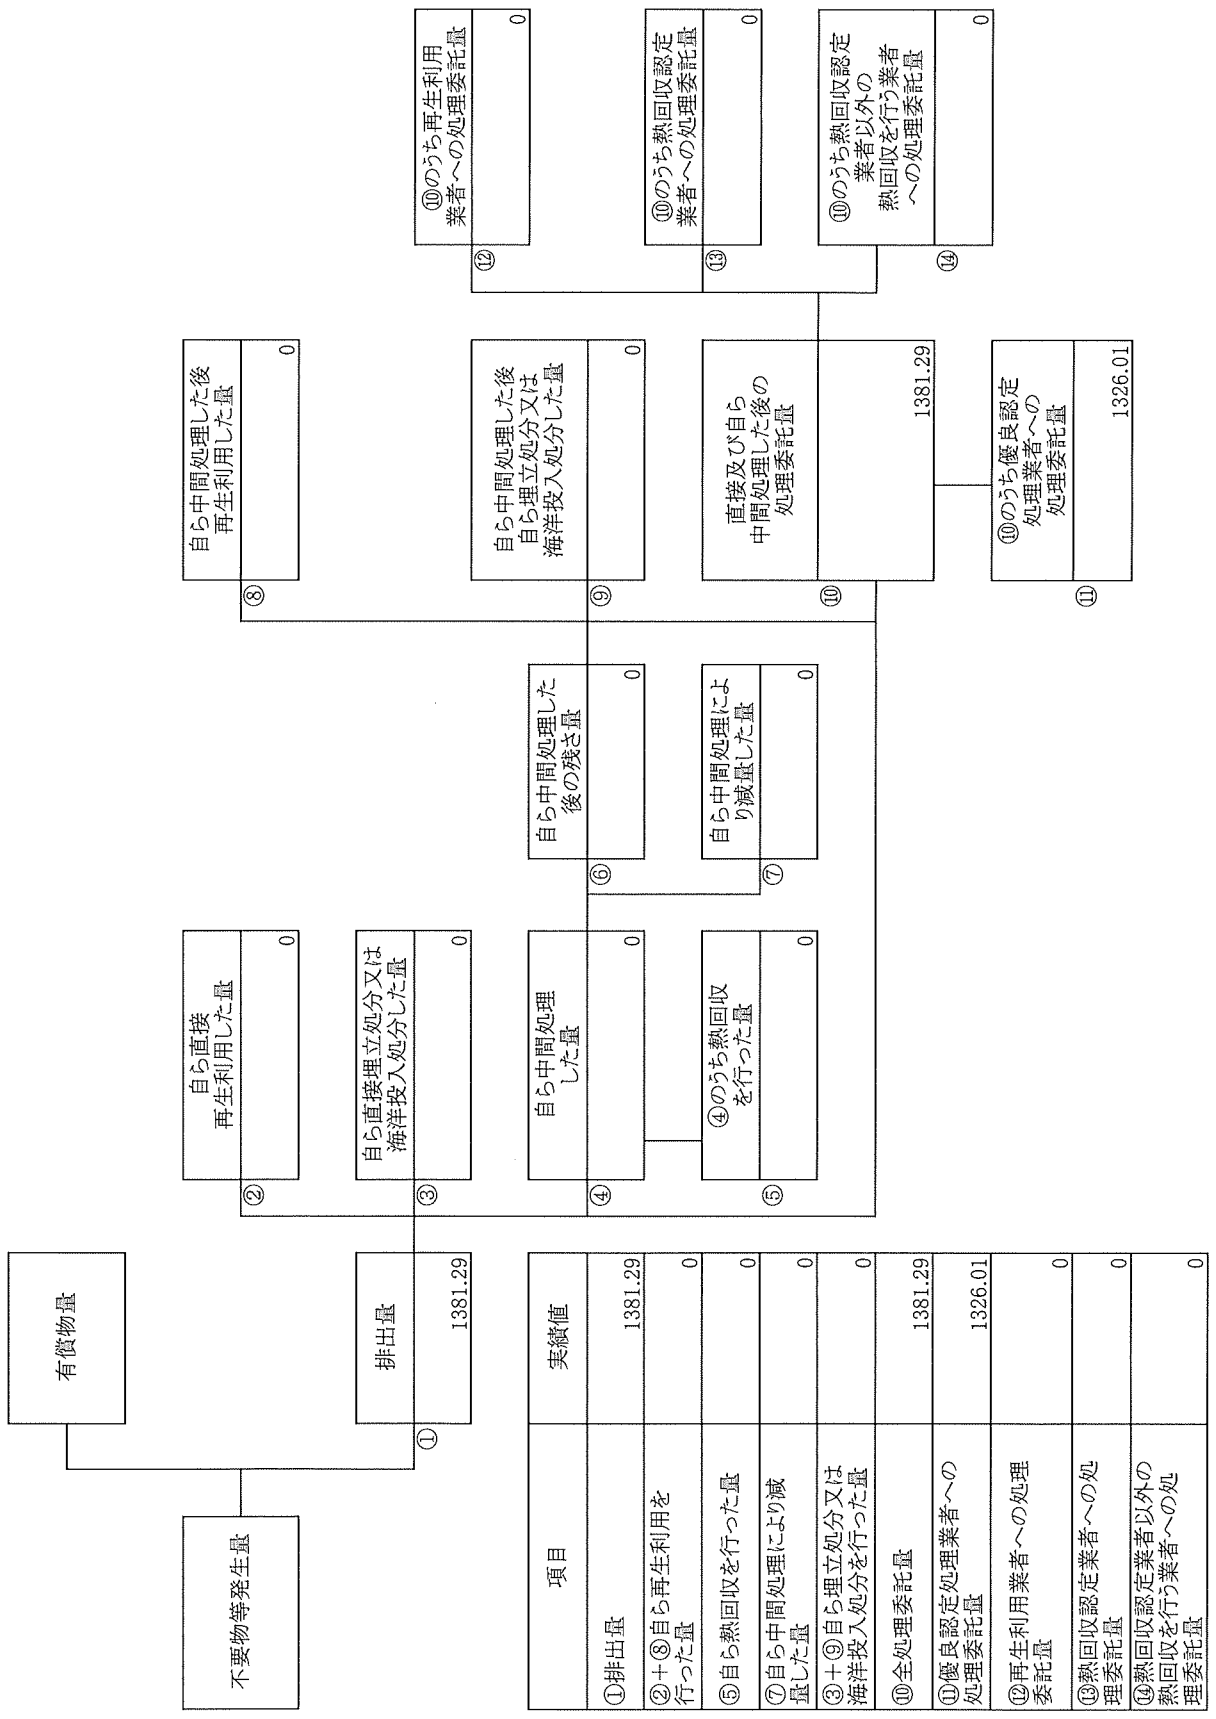 不要物等発生量
有償物量
①
排出量
1381.29
②
自ら直接
再生利用した量
0
③
自ら直接埋立処分又は
海洋投入処分した量
0
④
自ら中間処理
した量
0
⑤
④のうち熱回収
を行った量
0
⑥
自ら中間処理した
後の残さ量
0
⑦
自ら中間処理によ
り減量した量
0
⑧
自ら中間処理した後
再生利用した量
0
⑨
自ら中間処理した後
自ら埋立処分又は
海洋投入処分した量
0
⑩
直接及び自ら
中間処理した後の
処理委託量
1381.29
⑪
⑩のうち優良認定
処理業者への
処理委託量
1326.01
⑫
⑩のうち再生利用
業者への処理委託量
0
⑬
⑩のうち熱回収認定
業者への処理委託量
0
⑭
⑩のうち熱回収認定
業者以外の
熱回収を行う業者
への処理委託量
0
項目 実績値
①排出量 1381.29
②+⑧自ら再生利用を
行った量 0
⑤自ら熱回収を行った量 0
⑦自ら中間処理により減
量した量 0
③+⑨自ら埋立処分又は
海洋投入処分を行った量 0
⑩全処理委託量 1381.29
⑪優良認定処理業者への
処理委託量 1326.01
⑫再生利用業者への処理
委託量 0
⑬熱回収認定業者への処
理委託量 0
⑭熱回収認定業者以外の
熱回収を行う業者への処
理委託量 0